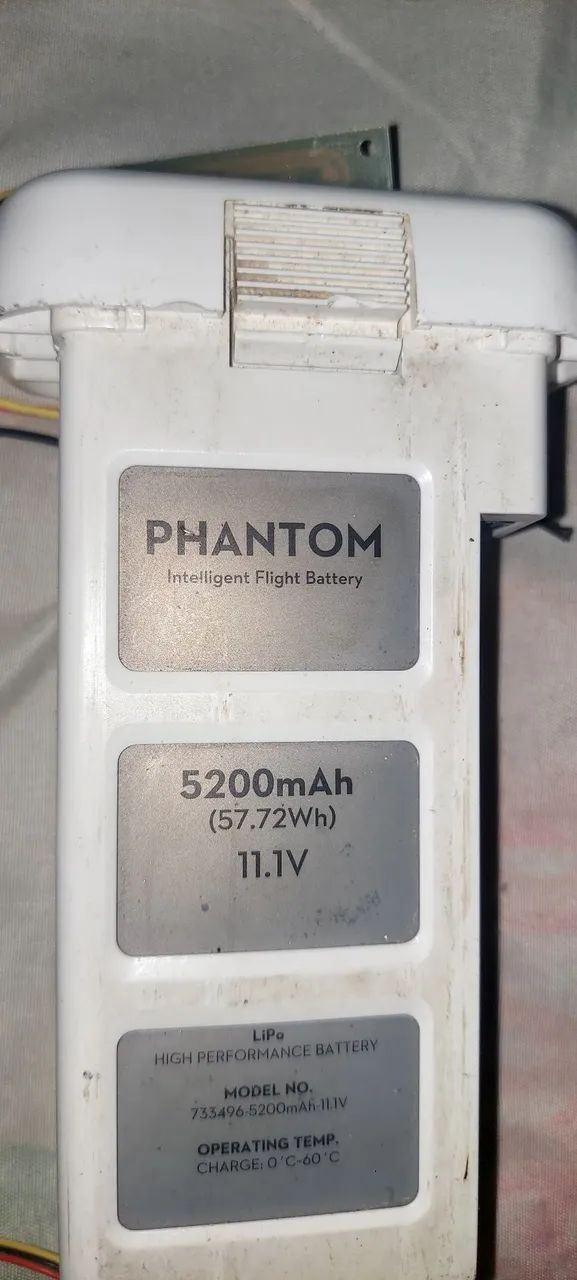 PHANTOM
Intelligent Flight Battery
5200mAh
(57.72Wh)
11.1V
LiPo
HIGH PERFORMANCE BATTERY
MODEL NO.
733496-5200mAh-11.1V
OPERATING TEMP.
CHARGE: 0°C-60°C